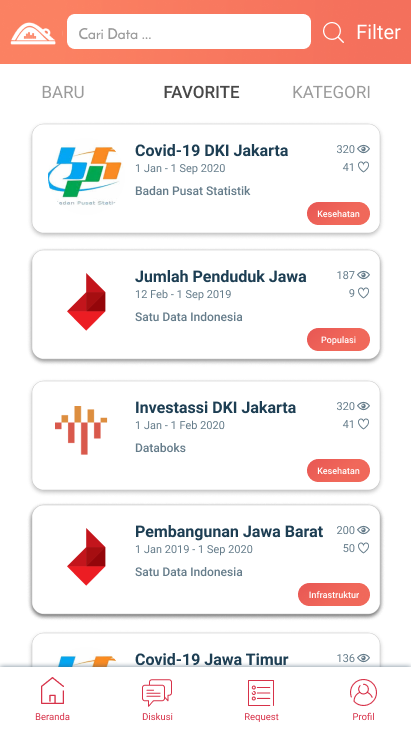 Cari Data ...
Filter
BARU FAVORITE KATEGORI
Covid-19 DKI Jakarta
320
1 Jan - 1 Sep 2020
41
Badan Pusat Statistik
adan Pusat Stati
Kesehatan
Jumlah Penduduk Jawa
187
12 Feb - 1 Sep 2019
9
Satu Data Indonesia
Populasi
Investassi DKI Jakarta
320
1 Jan - 1 Feb 2020
41
Databoks
Kesehatan
Pembangunan Jawa Barat
200
1 Jan 2019 - 1 Sep 2020
50
Satu Data Indonesia
Infrastruktur
Covid-19 Jawa Timur
136
Beranda Diskusi Request Profil